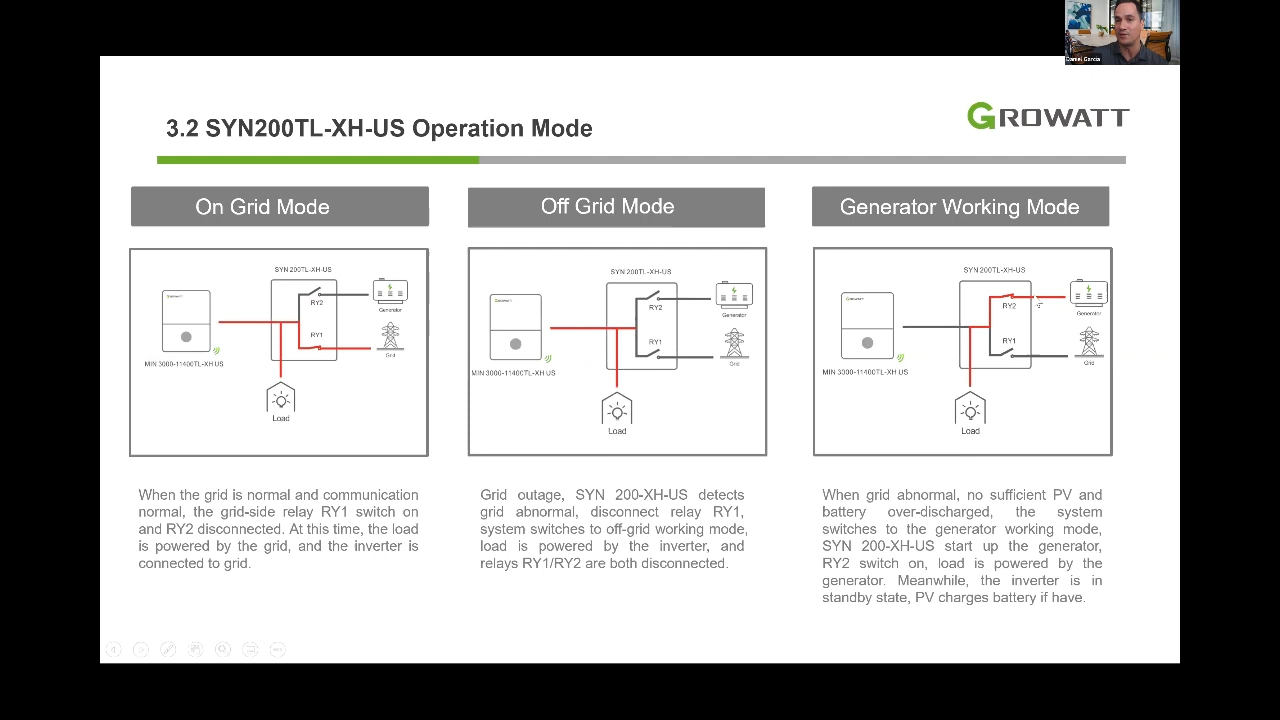 Daniel Garcia
3.2 SYN200TL-XH-US Operation Mode
GROWATT
On Grid Mode
SYN 200TL-XH-US
Growatt
RY2
Generator
RY1
Grid
MIN 3000-11400TL-XH US
Load
When the grid is normal and communication
normal, the grid-side relay RY1 switch on
and RY2 disconnected. At this time, the load
is powered by the grid, and the inverter is
connected to grid.
Off Grid Mode
SYN 200TL-XH-US
Growatt
RY2
Generator
RY1
Grid
MIN 3000-11400TL-XH US
Load
Grid outage, SYN 200-XH-US detects
grid abnormal, disconnect relay RY1,
system switches to off-grid working mode,
load is powered by the inverter, and
relays RY1/RY2 are both disconnected.
Generator Working Mode
SYN 200TL-XH-US
Growatt
RY2
Generator
RY1
Grid
MIN 3000-11400TL-XH US
Load
When grid abnormal, no sufficient PV and
battery over-discharged, the system
switches to the generator working mode,
SYN 200-XH-US start up the generator,
RY2 switch on, load is powered by the
generator. Meanwhile, the inverter is in
standby state, PV charges battery if have.